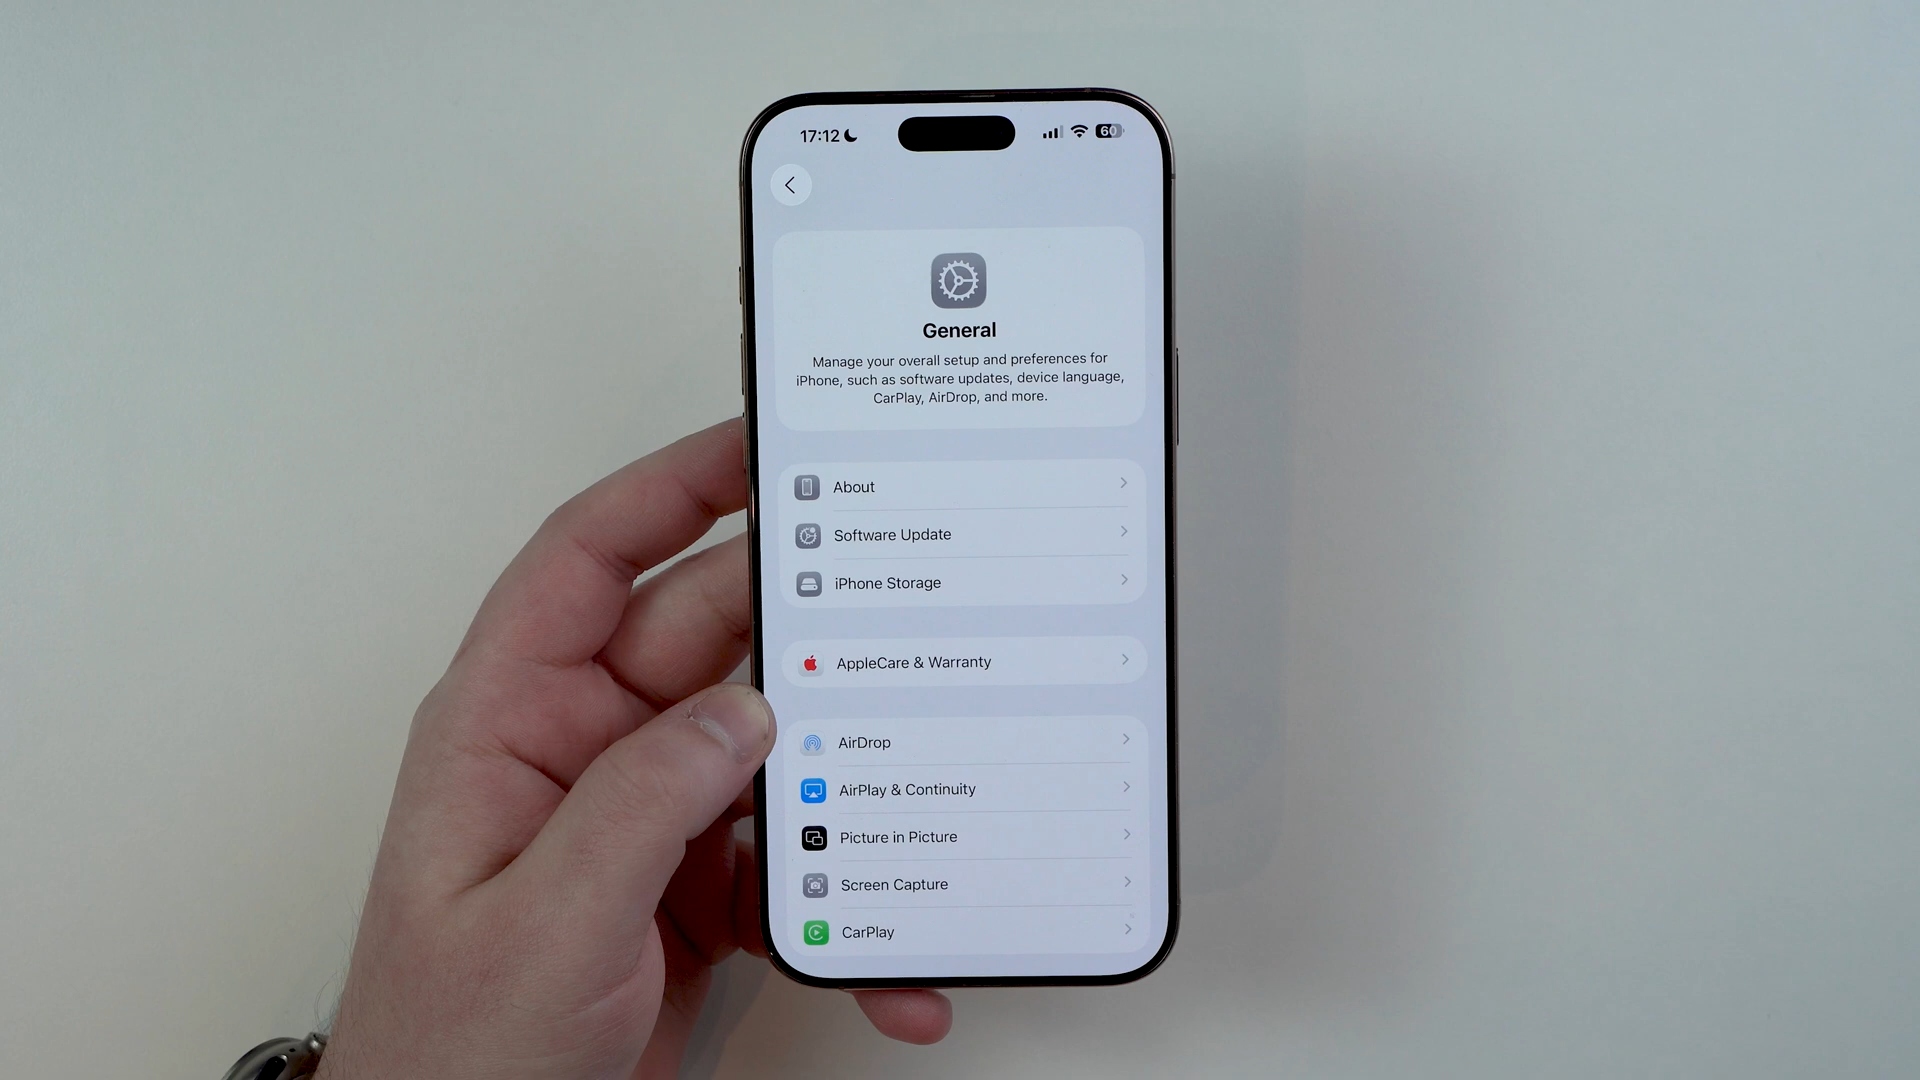 17:12
60
General
Manage your overall setup and preferences for
iPhone, such as software updates, device language,
CarPlay, AirDrop, and more.
About
Software Update
iPhone Storage
AppleCare & Warranty
AirDrop
AirPlay & Continuity
Picture in Picture
Screen Capture
CarPlay